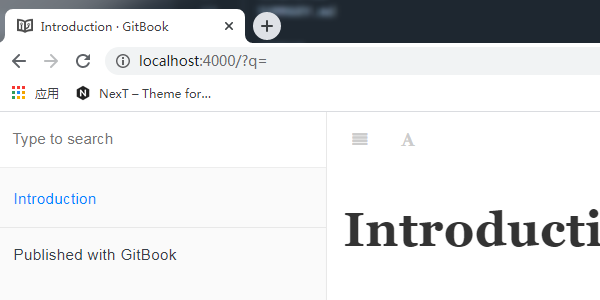 Introduction · GitBook
localhost:4000/?q=
应用 NexT – Theme for...
Type to search
A
Introduction
Introducti
Published with GitBook